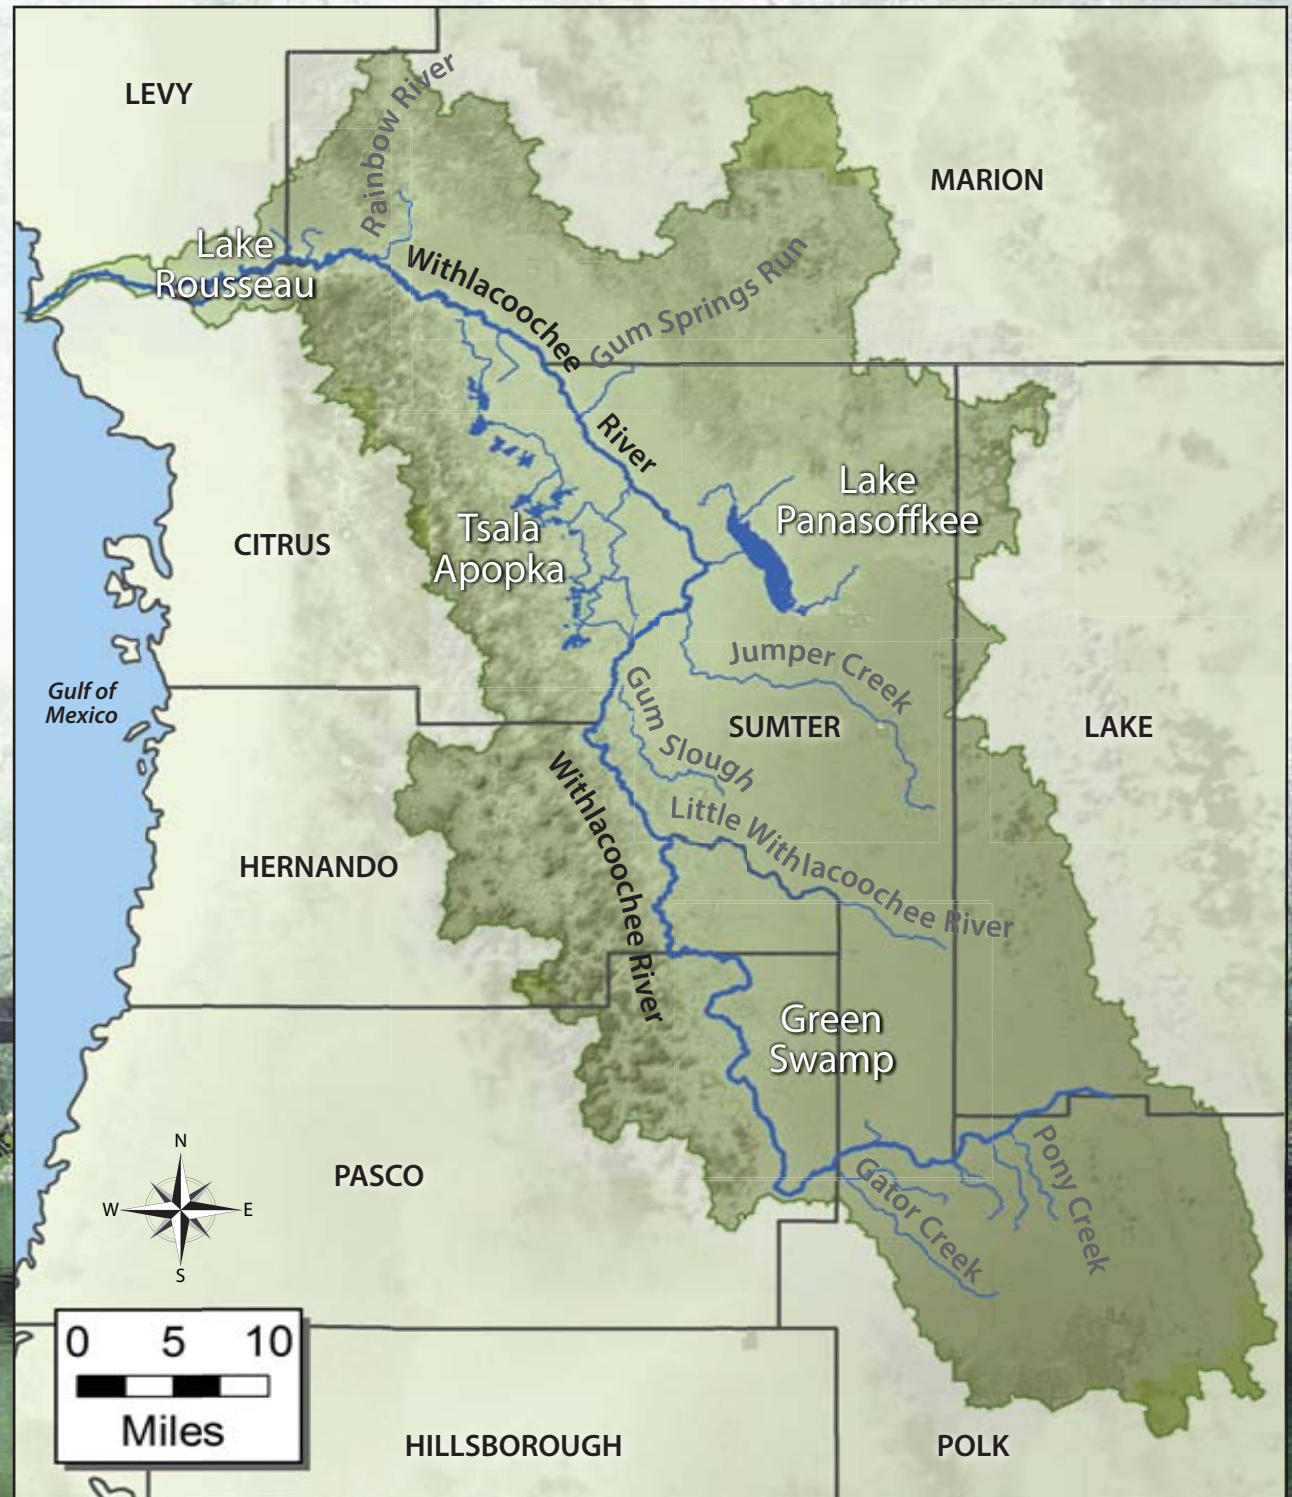 LEVY
Rainbow River
MARION
Lake
Rousseau
Withlacoochee
River
Gum Springs Run
Lake
Panasoffkee
CITRUS
Tsala
Apopka
Jumper Creek
Gulf of
Mexico
Gum Slough
SUMTER
LAKE
Little Withlacoochee River
HERNANDO
Withlacoochee River
Green
Swamp
N
W
E
S
PASCO
Gator Creek
Pony Creek
0 5 10
Miles
HILLSBOROUGH
POLK